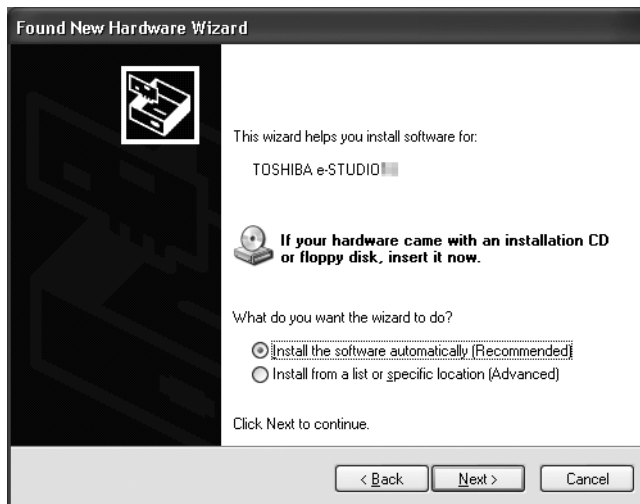 Found New Hardware Wizard
This wizard helps you install software for:
TOSHIBA e-STUDIO
If your hardware came with an installation CD
or floppy disk, insert it now.
What do you want the wizard to do?
Install the software automatically (Recommended)
Install from a list or specific location (Advanced)
Click Next to continue.
< Back
Next >
Cancel